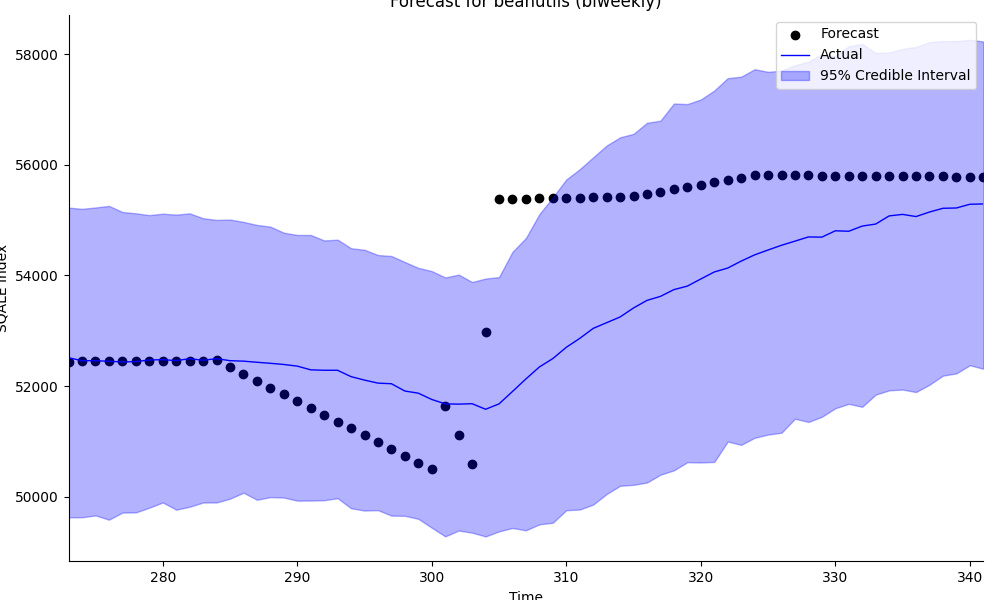 Forecast for beanutils (biweekly)
Forecast
Actual
95% Credible Interval
58000
56000
54000
52000
50000
SQALE Index
280
290
300
310
320
330
340
Time